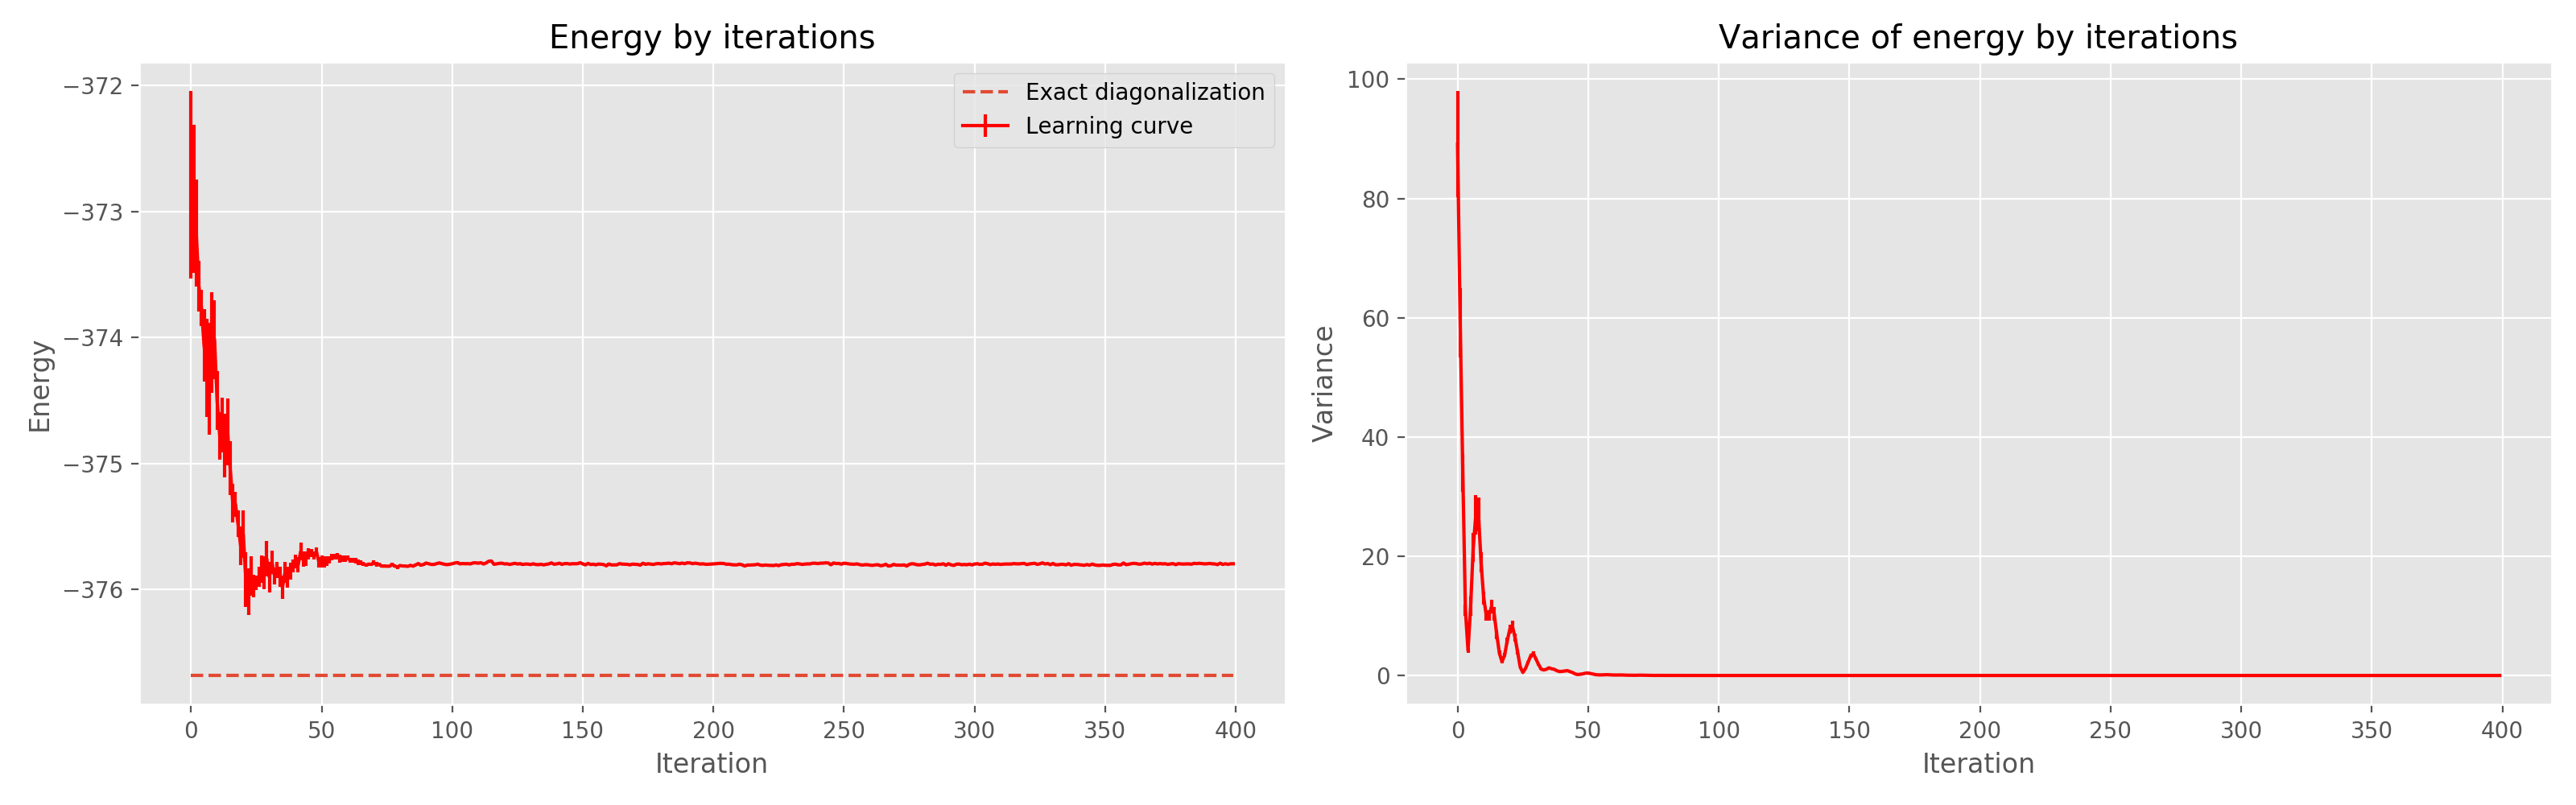 Energy by iterations
Exact diagonalization
Learning curve
−372
−373
−374
−375
−376
Energy
0 50 100 150 200 250 300 350 400
Iteration
Variance of energy by iterations
100
80
60
40
20
0
Variance
0 50 100 150 200 250 300 350 400
Iteration